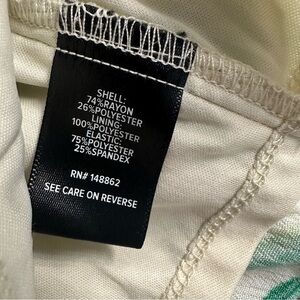 SHELL:
74%RAYON
26%POLYESTER
LINING:
100%POLYESTER
ELASTIC:
75%POLYESTER
25%SPANDEX
RN# 148862
SEE CARE ON REVERSE